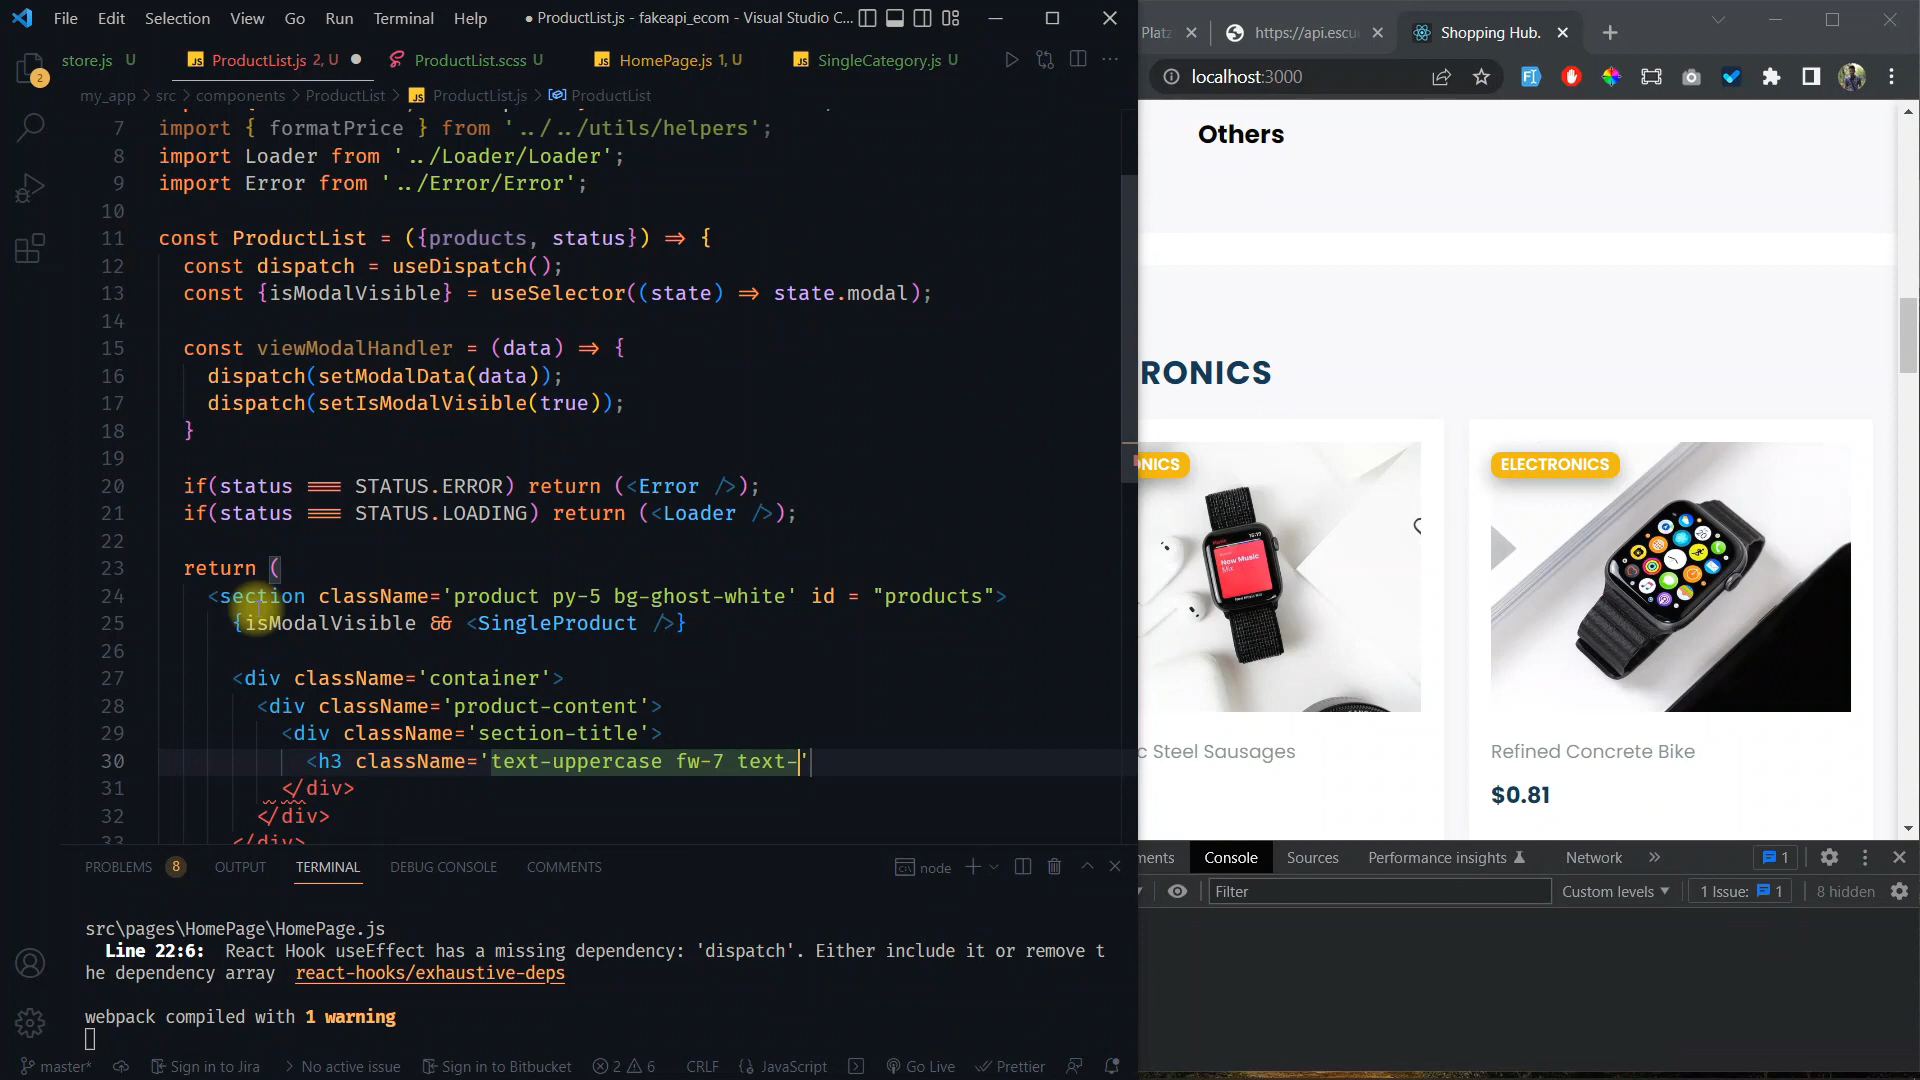 File Edit Selection View Go Run Terminal Help ● ProductList.js - fakeapi_ecom - Visual Studio C...
store.js U ProductList.js 2, U ProductList.scss U HomePage.js 1, U SingleCategory.js U
my_app > src > components > ProductList > ProductList.js > ProductList
7 import { formatPrice } from '../../utils/helpers';
8 import Loader from '../Loader/Loader';
9 import Error from '../Error/Error';
10
11 const ProductList = ({products, status}) => {
12 const dispatch = useDispatch();
13 const {isModalVisible} = useSelector((state) => state.modal);
14
15 const viewModalHandler = (data) => {
16 dispatch(setModalData(data));
17 dispatch(setIsModalVisible(true));
18 }
19
20 if(status === STATUS.ERROR) return (<Error />);
21 if(status === STATUS.LOADING) return (<Loader />);
22
23 return (
24 <section className='product py-5 bg-ghost-white' id = "products">
25 {isModalVisible && <SingleProduct />}
26
27 <div className='container'>
28 <div className='product-content'>
29 <div className='section-title'>
30 <h3 className='text-uppercase fw-7 text-'
31 </div>
32 </div>
33 </div>
2
PROBLEMS 8 OUTPUT TERMINAL DEBUG CONSOLE COMMENTS node
src\pages\HomePage\HomePage.js
Line 22:6: React Hook useEffect has a missing dependency: 'dispatch'. Either include it or remove t
he dependency array react-hooks/exhaustive-deps
webpack compiled with 1 warning
master* Sign in to Jira No active issue Sign in to Bitbucket 2 6 CRLF JavaScript Go Live Prettier
Platz https://api.escu Shopping Hub.
localhost:3000
Others
RONICS
NICS
ELECTRONICS
c Steel Sausages
Refined Concrete Bike
$0.81
ments Console Sources Performance insights Network 1
Filter Custom levels 1 Issue: 1 8 hidden